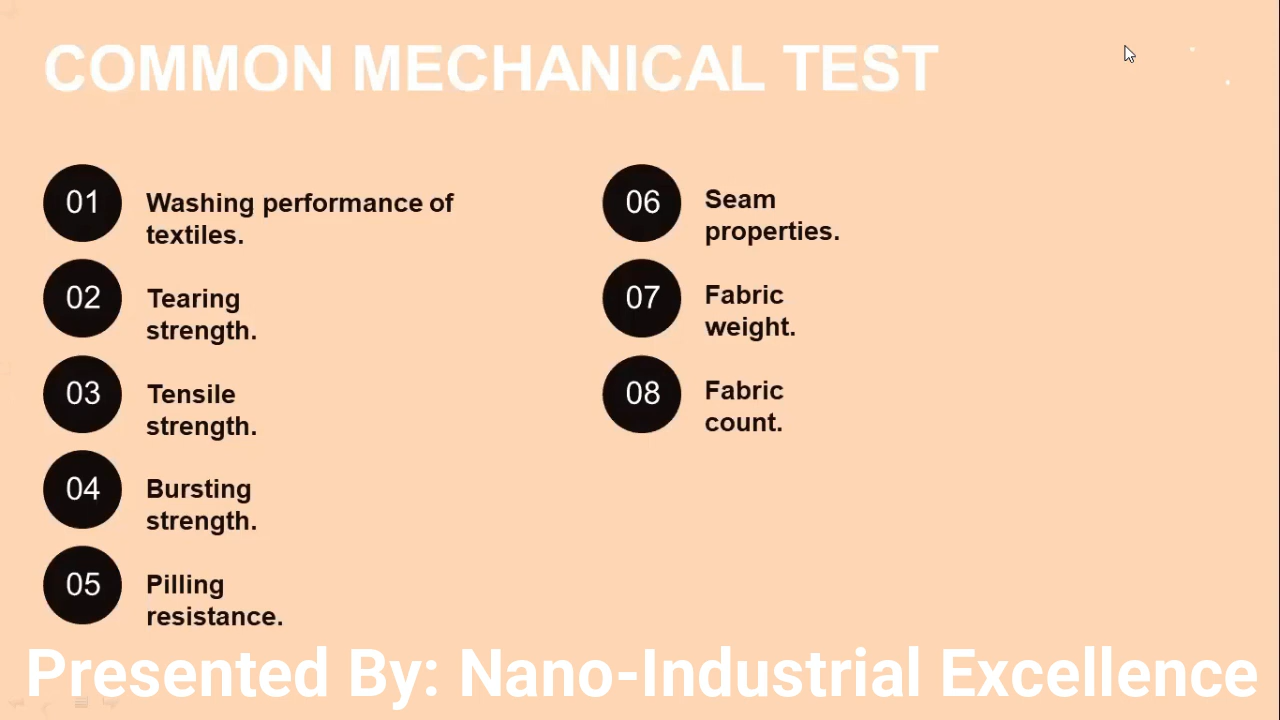 COMMON MECHANICAL TEST
01
Washing performance of
textiles.
02
Tearing
strength.
03
Tensile
strength.
04
Bursting
strength.
05
Pilling
resistance.
06
Seam
properties.
07
Fabric
weight.
08
Fabric
count.
Presented By: Nano-Industrial Excellence